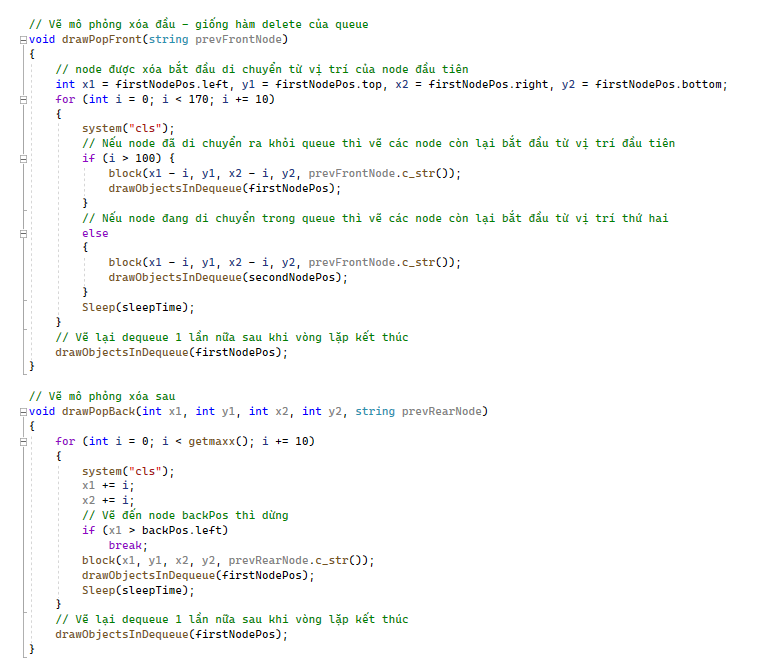 // Vẽ mô phỏng xóa đầu - giống hàm delete của queue
void drawPopFront(string prevFrontNode)
{
    // node được xóa bắt đầu di chuyển từ vị trí của node đầu tiên
    int x1 = firstNodePos.left, y1 = firstNodePos.top, x2 = firstNodePos.right, y2 = firstNodePos.bottom;
    for (int i = 0; i < 170; i += 10)
    {
        system("cls");
        // Nếu node đã di chuyển ra khỏi queue thì vẽ các node còn lại bắt đầu từ vị trí đầu tiên
        if (i > 100) {
            block(x1 - i, y1, x2 - i, y2, prevFrontNode.c_str());
            drawObjectsInDequeue(firstNodePos);
        }
        // Nếu node đang di chuyển trong queue thì vẽ các node còn lại bắt đầu từ vị trí thứ hai
        else
        {
            block(x1 - i, y1, x2 - i, y2, prevFrontNode.c_str());
            drawObjectsInDequeue(secondNodePos);
        }
        Sleep(sleepTime);
    }
    // Vẽ lại dequeue 1 lần nữa sau khi vòng lặp kết thúc
    drawObjectsInDequeue(firstNodePos);
}
// Vẽ mô phỏng xóa sau
void drawPopBack(int x1, int y1, int x2, int y2, string prevRearNode)
{
    for (int i = 0; i < getmaxx(); i += 10)
    {
        system("cls");
        x1 += i;
        x2 += i;
        // Vẽ đến node backPos thì dừng
        if (x1 > backPos.left)
            break;
        block(x1, y1, x2, y2, prevRearNode.c_str());
        drawObjectsInDequeue(firstNodePos);
        Sleep(sleepTime);
    }
    // Vẽ lại dequeue 1 lần nữa sau khi vòng lặp kết thúc
    drawObjectsInDequeue(firstNodePos);
}